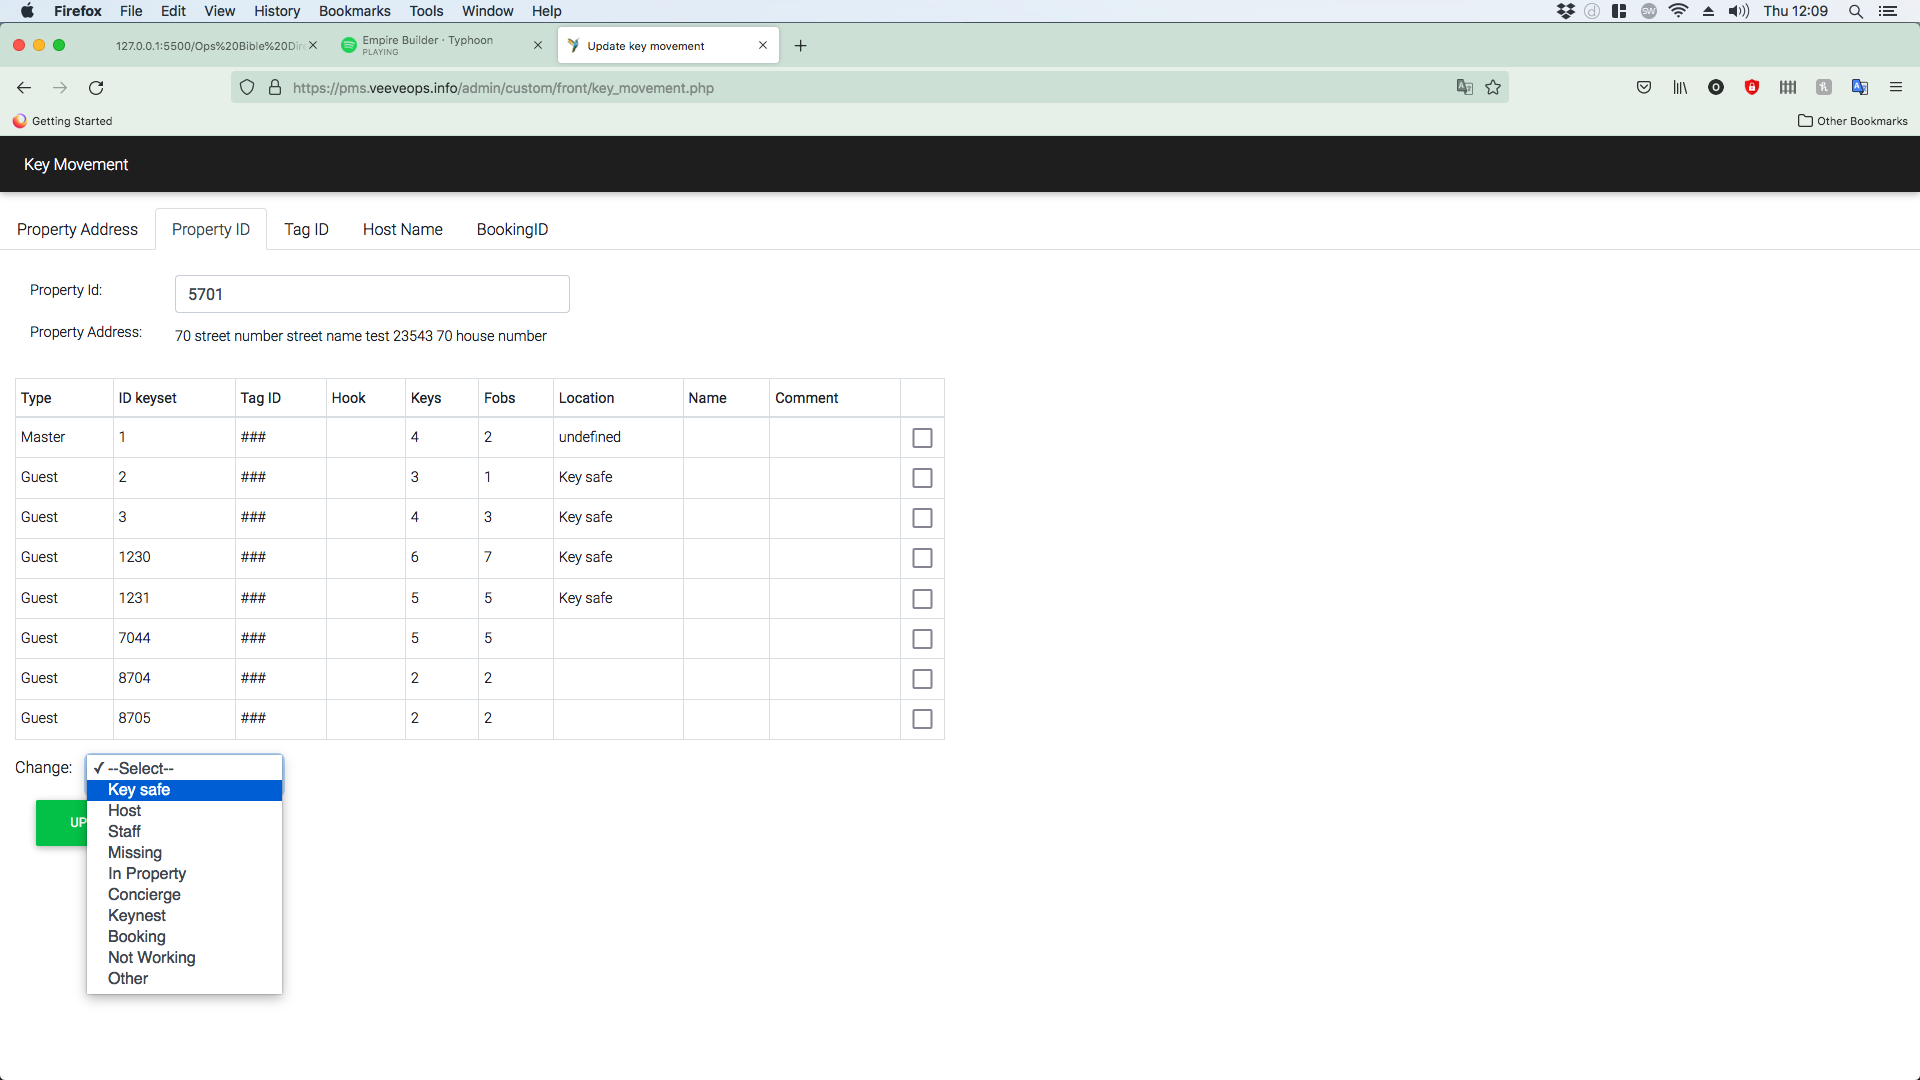 Firefox File Edit View History Bookmarks Tools Window Help Thu 12:09
127.0.0.1:5500/Ops%20Bible%20Dir
Empire Builder · Typhoon
PLAYING
Update key movement
https://pms.veeveops.info/admin/custom/front/key_movement.php
Getting Started
Other Bookmarks
Key Movement
Property Address Property ID Tag ID Host Name BookingID
Property Id: 5701
Property Address: 70 street number street name test 23543 70 house number
Type ID keyset Tag ID Hook Keys Fobs Location Name Comment
Master 1 ### 4 2 undefined
Guest 2 ### 3 1 Key safe
Guest 3 ### 4 3 Key safe
Guest 1230 ### 6 7 Key safe
Guest 1231 ### 5 5 Key safe
Guest 7044 ### 5 5
Guest 8704 ### 2 2
Guest 8705 ### 2 2
Change: ✓ --Select--
Key safe
Host
UP
Staff
Missing
In Property
Concierge
Keynest
Booking
Not Working
Other